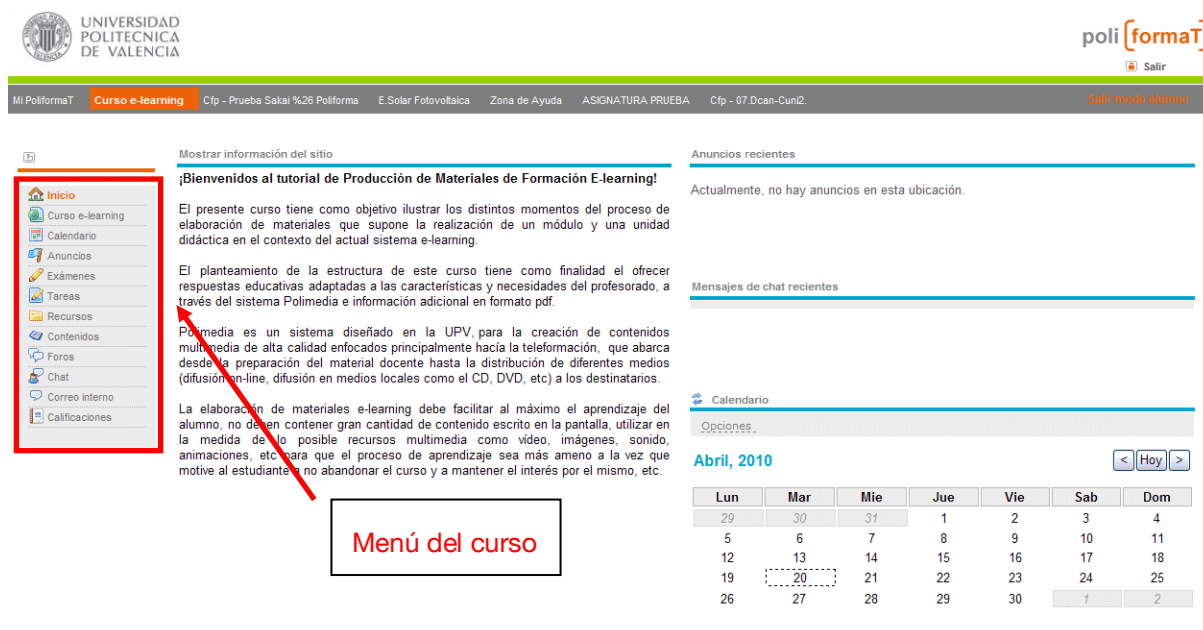 UNIVERSIDAD
POLITECNICA
DE VALENCIA
poli [formaT]
Salir
Mi PoliformaT Curso e-learning Cfp - Prueba Sakai %26 Poliforma E.Solar Fotovoltaica Zona de Ayuda ASIGNATURA PRUEBA Cfp - 07.Dcan-Cuni2. Salir modo alumno
Inicio
Curso e-learning
Calendario
Anuncios
Exámenes
Tareas
Recursos
Contenidos
Foros
Chat
Correo interno
Calificaciones
Mostrar información del sitio
¡Bienvenidos al tutorial de Producción de Materiales de Formación E-learning!
El presente curso tiene como objetivo ilustrar los distintos momentos del proceso de
elaboración de materiales que supone la realización de un módulo y una unidad
didáctica en el contexto del actual sistema e-learning.
El planteamiento de la estructura de este curso tiene como finalidad el ofrecer
respuestas educativas adaptadas a las características y necesidades del profesorado, a
través del sistema Polimedia e información adicional en formato pdf.
Polimedia es un sistema diseñado en la UPV, para la creación de contenidos
multimedia de alta calidad enfocados principalmente hacía la teleformación, que abarca
desde la preparación del material docente hasta la distribución de diferentes medios
(difusión on-line, difusión en medios locales como el CD, DVD, etc) a los destinatarios.
La elaboración de materiales e-learning debe facilitar al máximo el aprendizaje del
alumno, no deben contener gran cantidad de contenido escrito en la pantalla, utilizar en
la medida de lo posible recursos multimedia como vídeo, imágenes, sonido,
animaciones, etc para que el proceso de aprendizaje sea más ameno a la vez que
motive al estudiante a no abandonar el curso y a mantener el interés por el mismo, etc.
Menú del curso
Anuncios recientes
Actualmente, no hay anuncios en esta ubicación.
Mensajes de chat recientes
Calendario
Opciones
Abril, 2010 < Hoy >
Lun Mar Mie Jue Vie Sab Dom
29 30 31 1 2 3 4
5 6 7 8 9 10 11
12 13 14 15 16 17 18
19 20 21 22 23 24 25
26 27 28 29 30 1 2